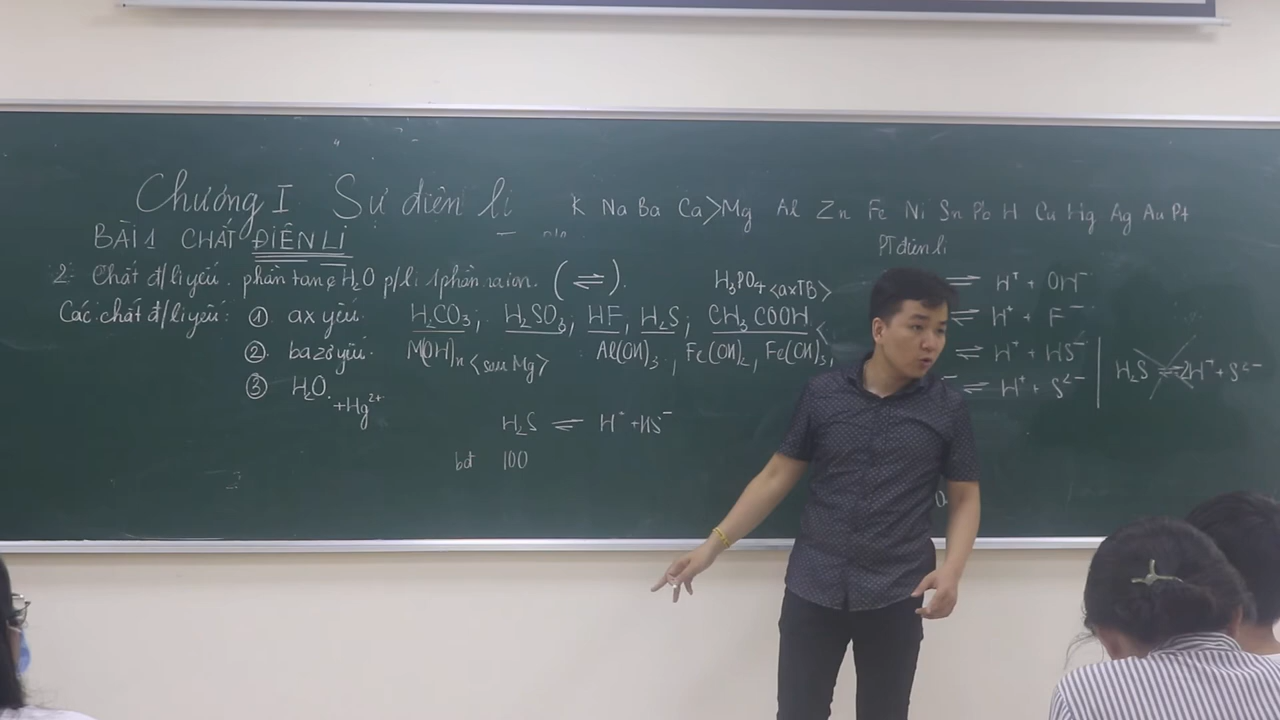 Chương I Sự điện li
K Na Ba Ca > Mg Al Zn Fe Ni Sn Pb H Cu Hg Ag Au Pt
BÀI 1 CHẤT ĐIỆN LI
PT điện li
2. Chất đ/li yếu. phần tan ... H₂O p/li 1 phần ra ion. (⇌).
H₃PO₄ <axTB>
⇌ H⁺ + OH⁻
Các chất đ/li yếu: ① ax yếu. H₂CO₃; H₂SO₃; HF, H₂S; CH₃COOH
⇌ H⁺ + F⁻
② bazơ yếu. M(OH)n <sau Mg> : Al(OH)₃; Fe(OH)₂, Fe(OH)₃,
⇌ H⁺ + HS⁻
③ H₂O.
⇌ H⁺ + S²⁻
H₂S ⇌ 2H⁺ + S²⁻
+Hg²⁺
H₂S ⇌ H⁺ + HS⁻
bđ 100